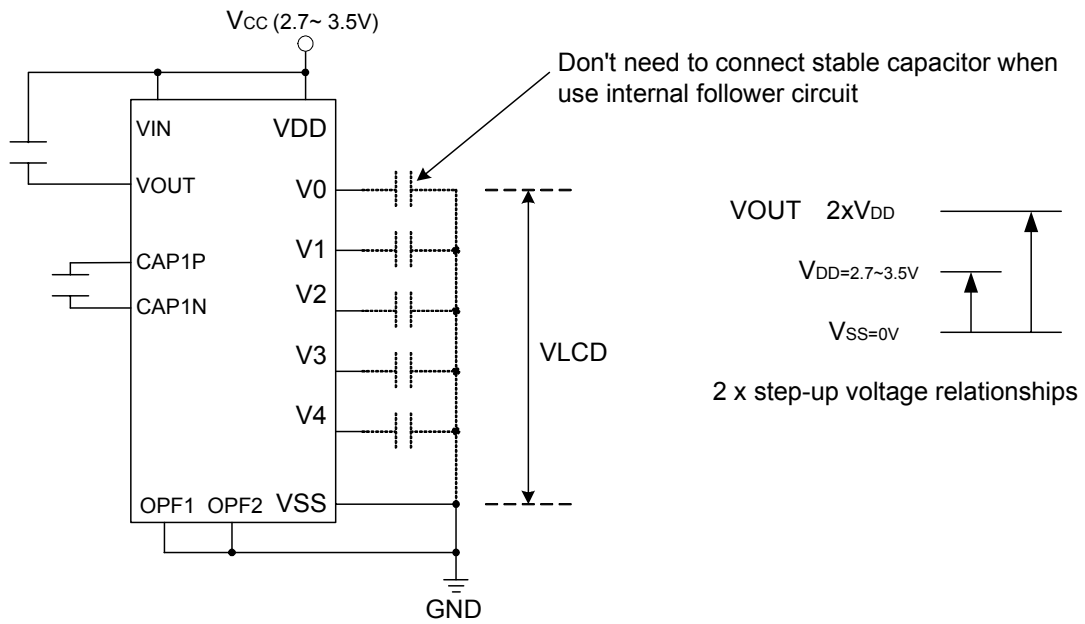 VCC (2.7~ 3.5V)
Don't need to connect stable capacitor when
use internal follower circuit
VIN
VDD
VOUT
V0
V1
CAP1P
V2
CAP1N
V3
V4
OPF1
OPF2
VSS
GND
VLCD
VOUT 2xVDD
VDD=2.7~3.5V
VSS=0V
2 x step-up voltage relationships